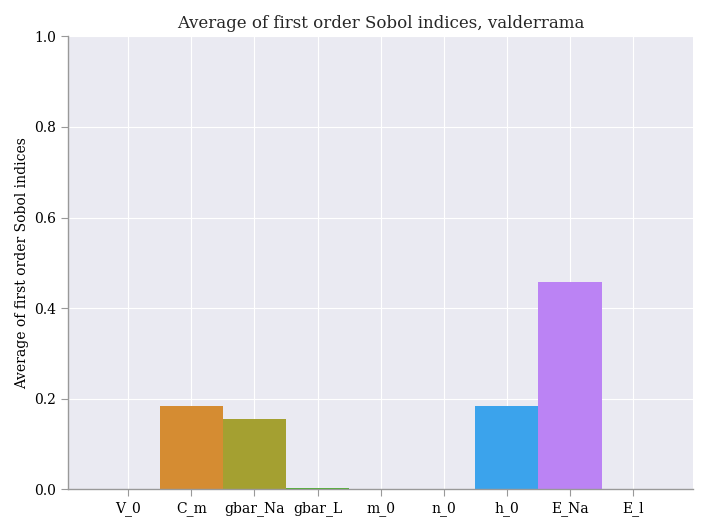 Average of first order Sobol indices, valderrama
Average of first order Sobol indices
1.0
0.8
0.6
0.4
0.2
0.0
V_0 C_m gbar_Na gbar_L m_0 n_0 h_0 E_Na E_l